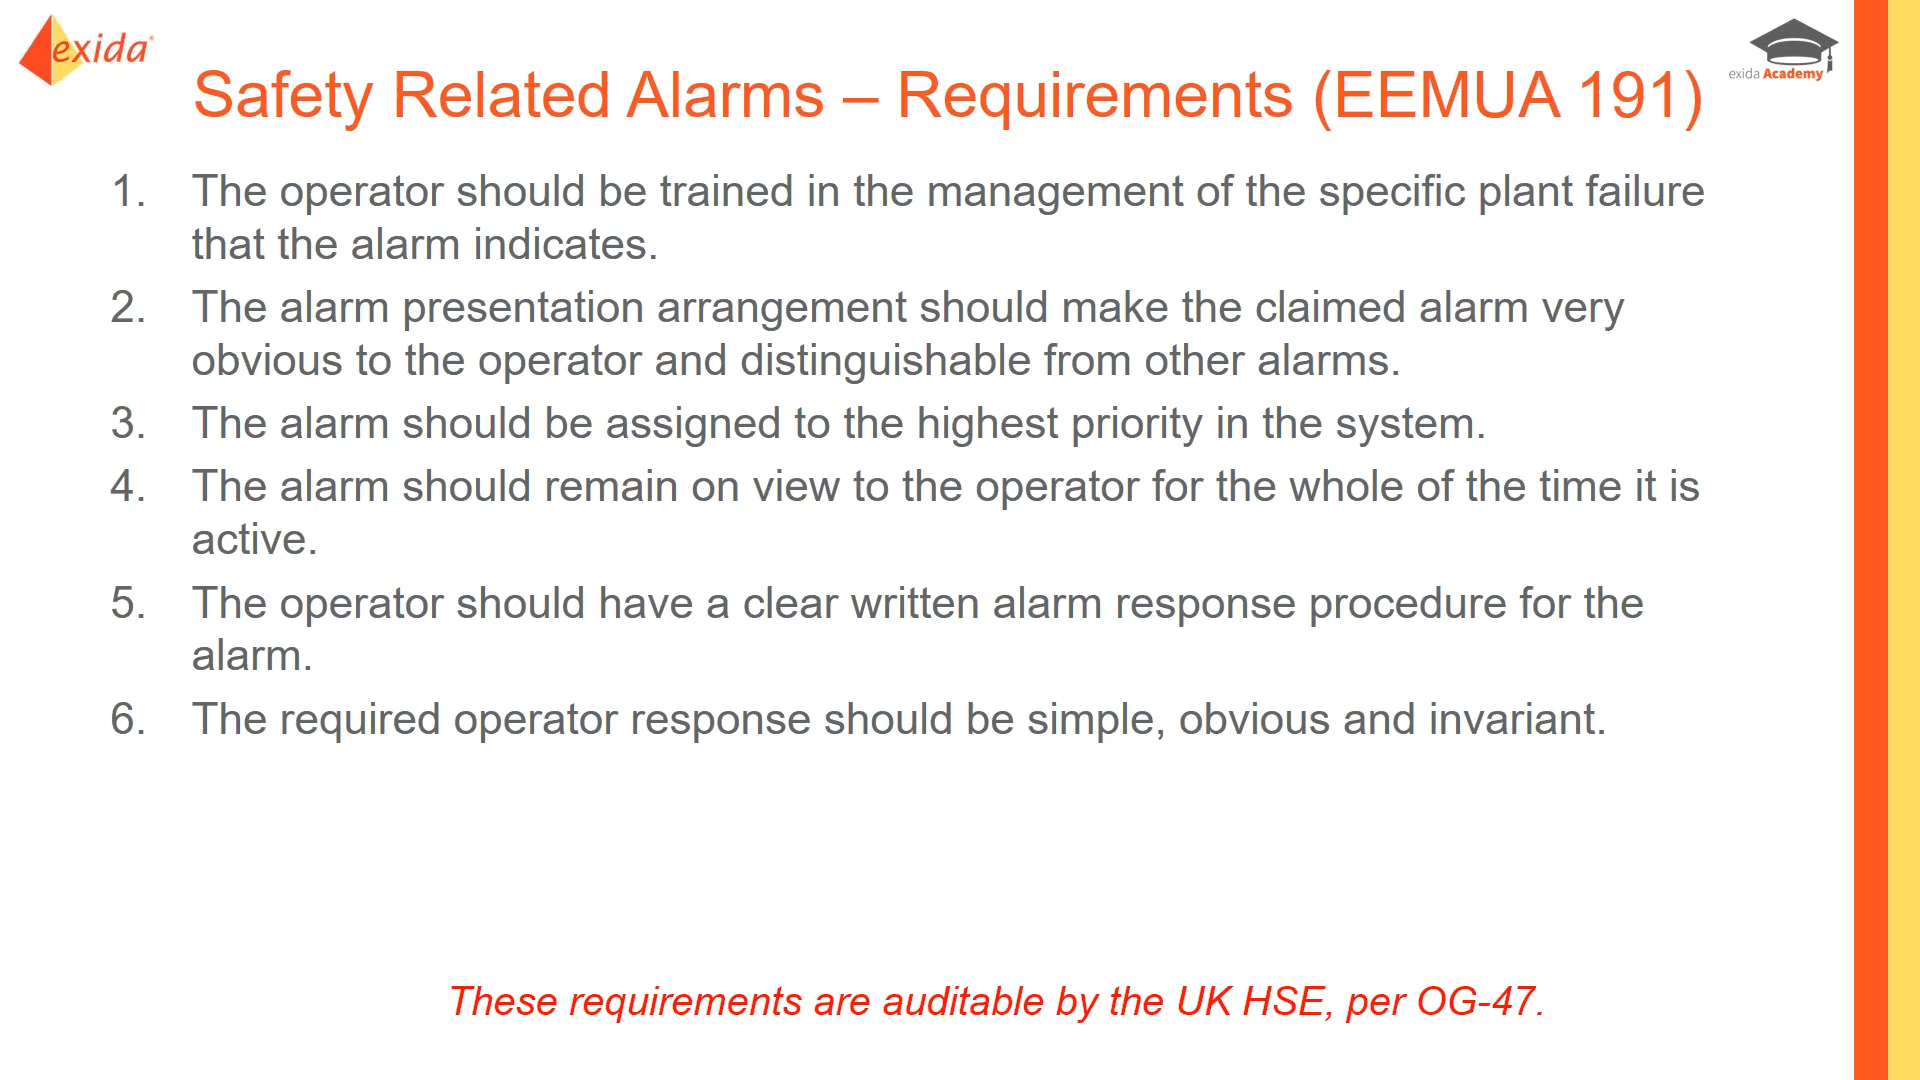 exida
exida Academy
Safety Related Alarms – Requirements (EEMUA 191)
1. The operator should be trained in the management of the specific plant failure
that the alarm indicates.
2. The alarm presentation arrangement should make the claimed alarm very
obvious to the operator and distinguishable from other alarms.
3. The alarm should be assigned to the highest priority in the system.
4. The alarm should remain on view to the operator for the whole of the time it is
active.
5. The operator should have a clear written alarm response procedure for the
alarm.
6. The required operator response should be simple, obvious and invariant.
These requirements are auditable by the UK HSE, per OG-47.